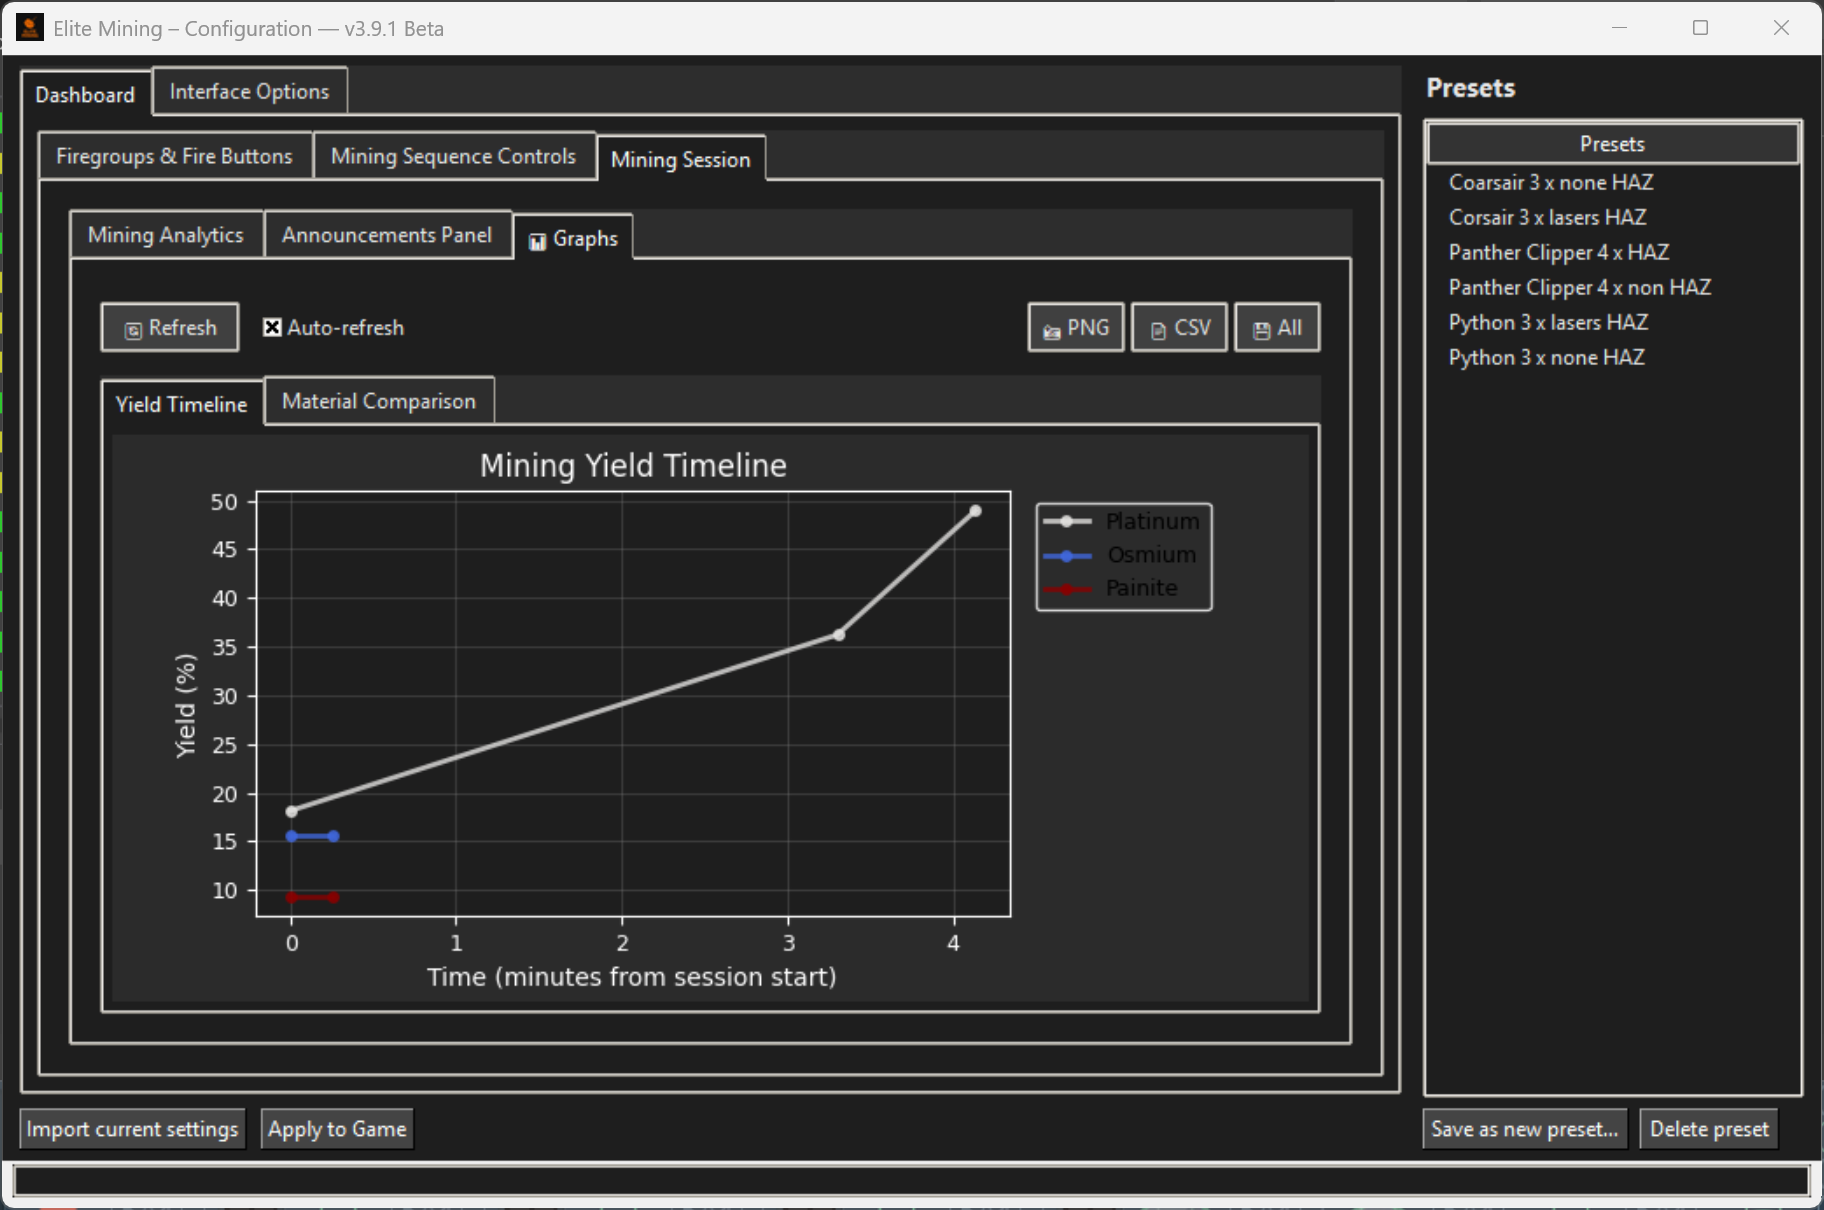 Elite Mining – Configuration — v3.9.1 Beta
Dashboard
Interface Options
Firegroups & Fire Buttons
Mining Sequence Controls
Mining Session
Mining Analytics
Announcements Panel
Graphs
Refresh
Auto-refresh
PNG
CSV
All
Yield Timeline
Material Comparison
Mining Yield Timeline
Yield (%)
50
45
40
35
30
25
20
15
10
0
1
2
3
4
Time (minutes from session start)
Platinum
Osmium
Painite
Presets
Presets
Coarsair 3 x none HAZ
Corsair 3 x lasers HAZ
Panther Clipper 4 x HAZ
Panther Clipper 4 x non HAZ
Python 3 x lasers HAZ
Python 3 x none HAZ
Import current settings
Apply to Game
Save as new preset...
Delete preset